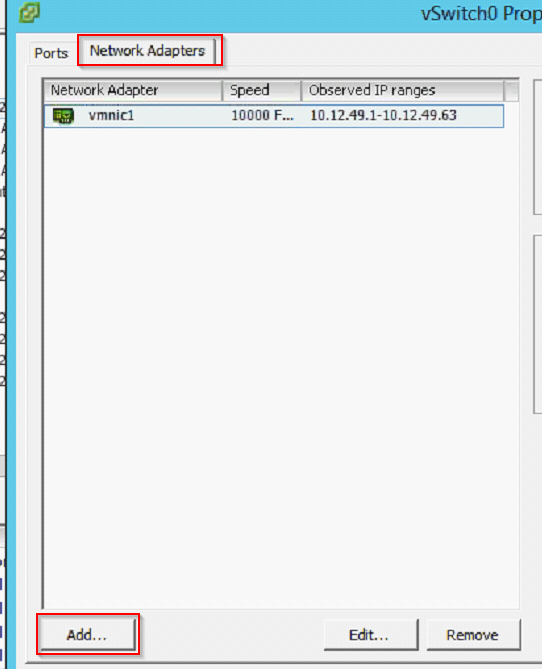 vSwitch0 Prop
Ports Network Adapters
Network Adapter Speed Observed IP ranges
vmnic1 10000 F... 10.12.49.1-10.12.49.63
Add... Edit... Remove